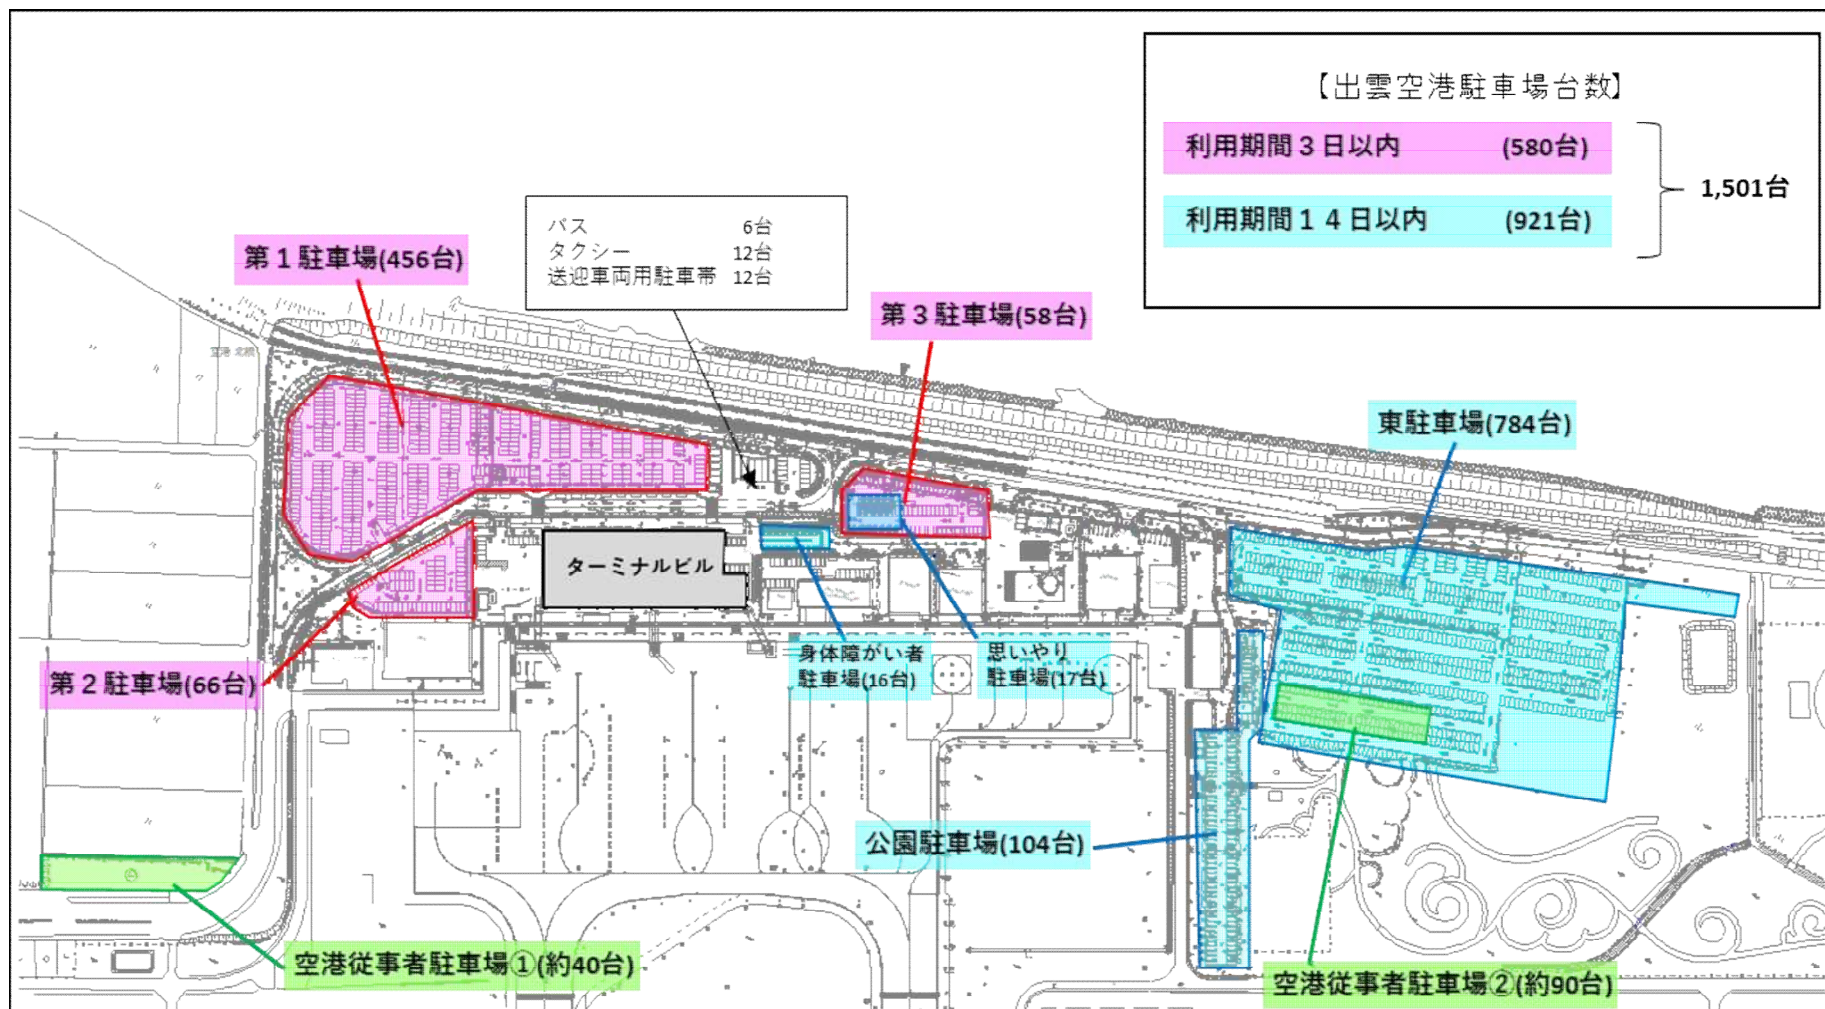 【出雲空港駐車場台数】
利用期間３日以内 (580台)
利用期間１４日以内 (921台)
1,501台
バス 6台
タクシー 12台
送迎車両用駐車帯 12台
第１駐車場(456台)
第３駐車場(58台)
東駐車場(784台)
ターミナルビル
身体障がい者
駐車場(16台)
思いやり
駐車場(17台)
第２駐車場(66台)
公園駐車場(104台)
空港従事者駐車場①(約40台)
空港従事者駐車場②(約90台)